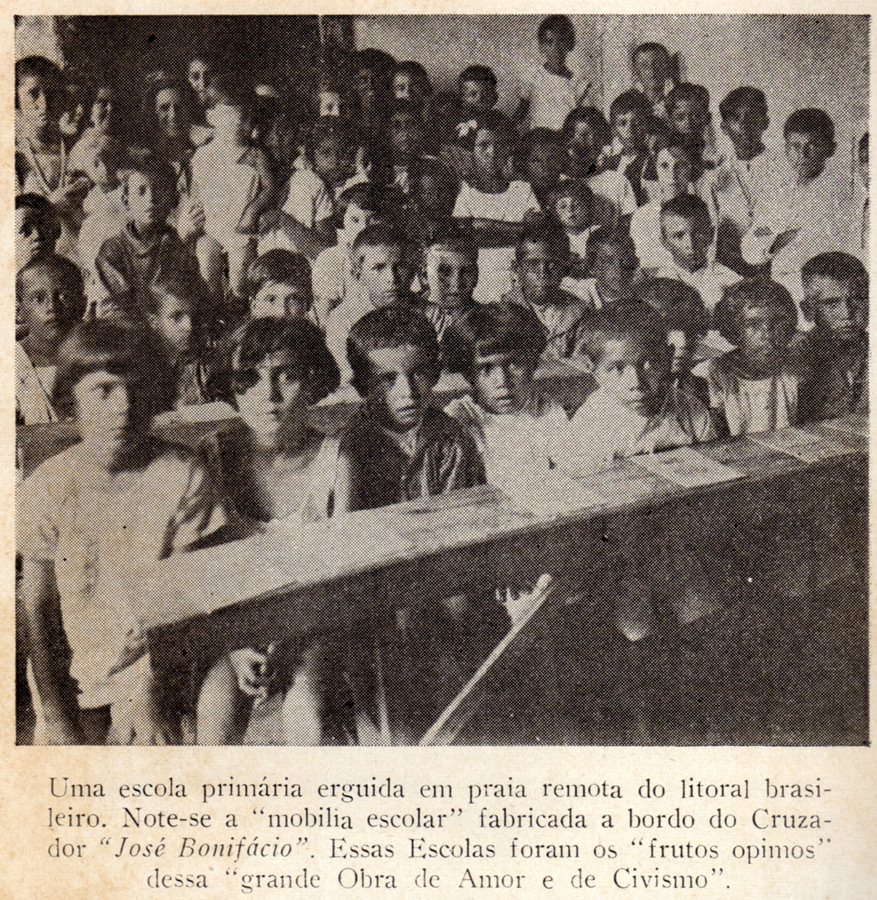 Uma escola primária erguida em praia remota do litoral brasi-
leiro. Note-se a "mobilia escolar" fabricada a bordo do Cruza-
dor "José Bonifácio". Essas Escolas foram os "frutos opimos"
dessa "grande Obra de Amor e de Civismo".